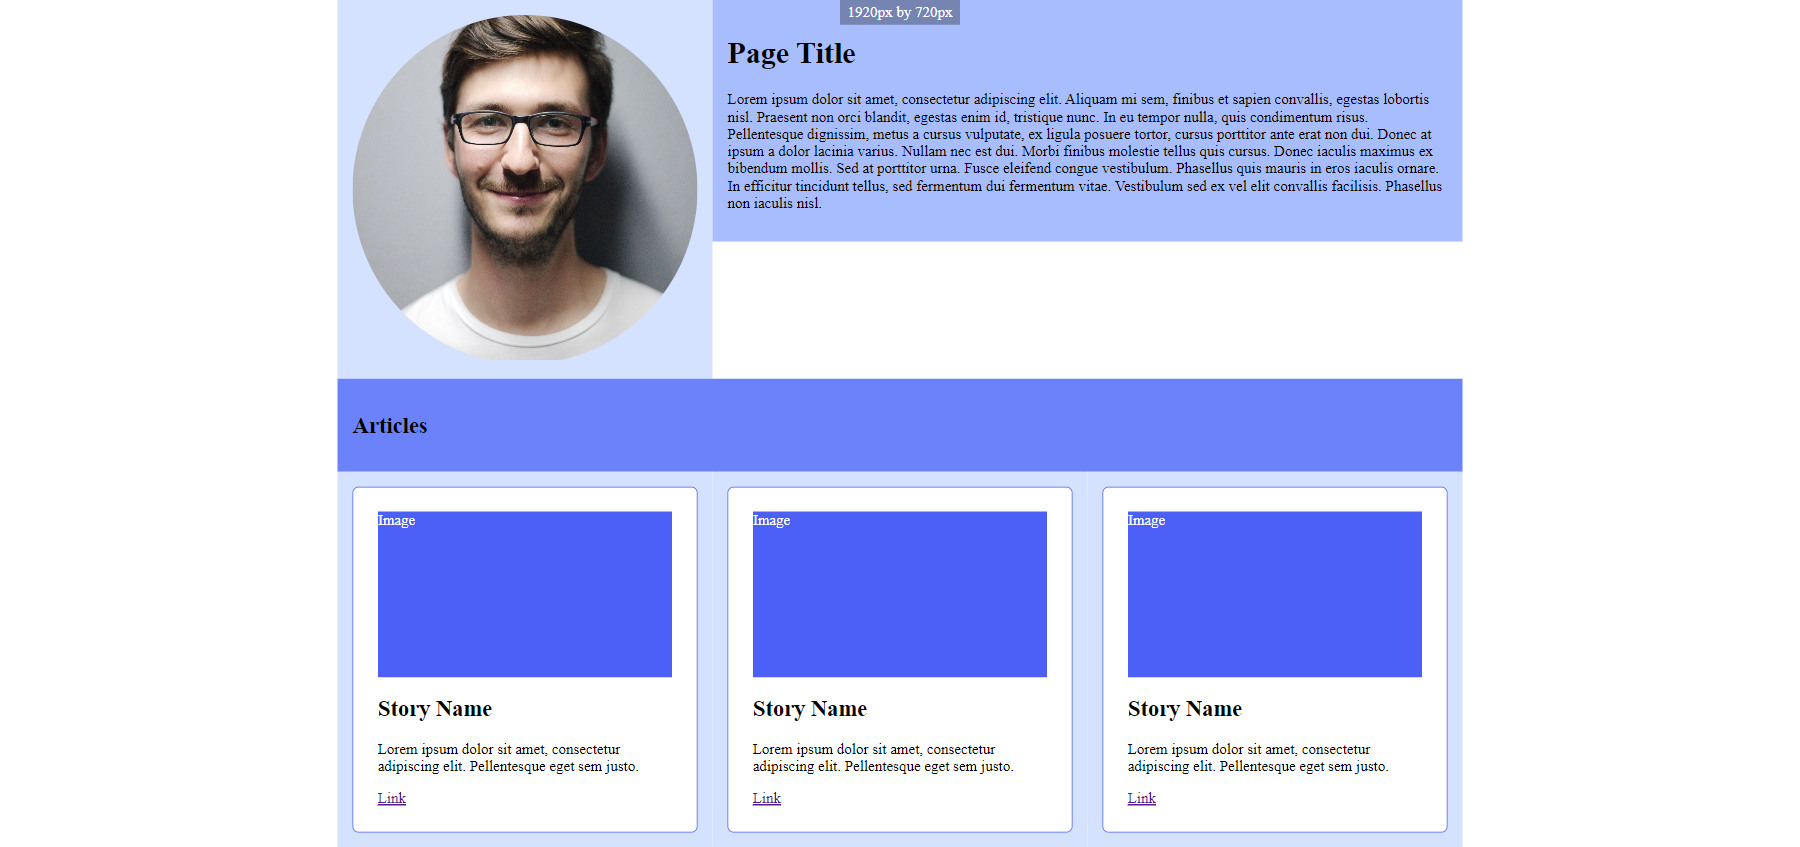 1920px by 720px
Page Title
Lorem ipsum dolor sit amet, consectetur adipiscing elit. Aliquam mi sem, finibus et sapien convallis, egestas lobortis
nisl. Praesent non orci blandit, egestas enim id, tristique nunc. In eu tempor nulla, quis condimentum risus.
Pellentesque dignissim, metus a cursus vulputate, ex ligula posuere tortor, cursus porttitor ante erat non dui. Donec at
ipsum a dolor lacinia varius. Nullam nec est dui. Morbi finibus molestie tellus quis cursus. Donec iaculis maximus ex
bibendum mollis. Sed at porttitor urna. Fusce eleifend congue vestibulum. Phasellus quis mauris in eros iaculis ornare.
In efficitur tincidunt tellus, sed fermentum dui fermentum vitae. Vestibulum sed ex vel elit convallis facilisis. Phasellus
non iaculis nisl.
Articles
Image
Story Name
Lorem ipsum dolor sit amet, consectetur
adipiscing elit. Pellentesque eget sem justo.
Link
Image
Story Name
Lorem ipsum dolor sit amet, consectetur
adipiscing elit. Pellentesque eget sem justo.
Link
Image
Story Name
Lorem ipsum dolor sit amet, consectetur
adipiscing elit. Pellentesque eget sem justo.
Link